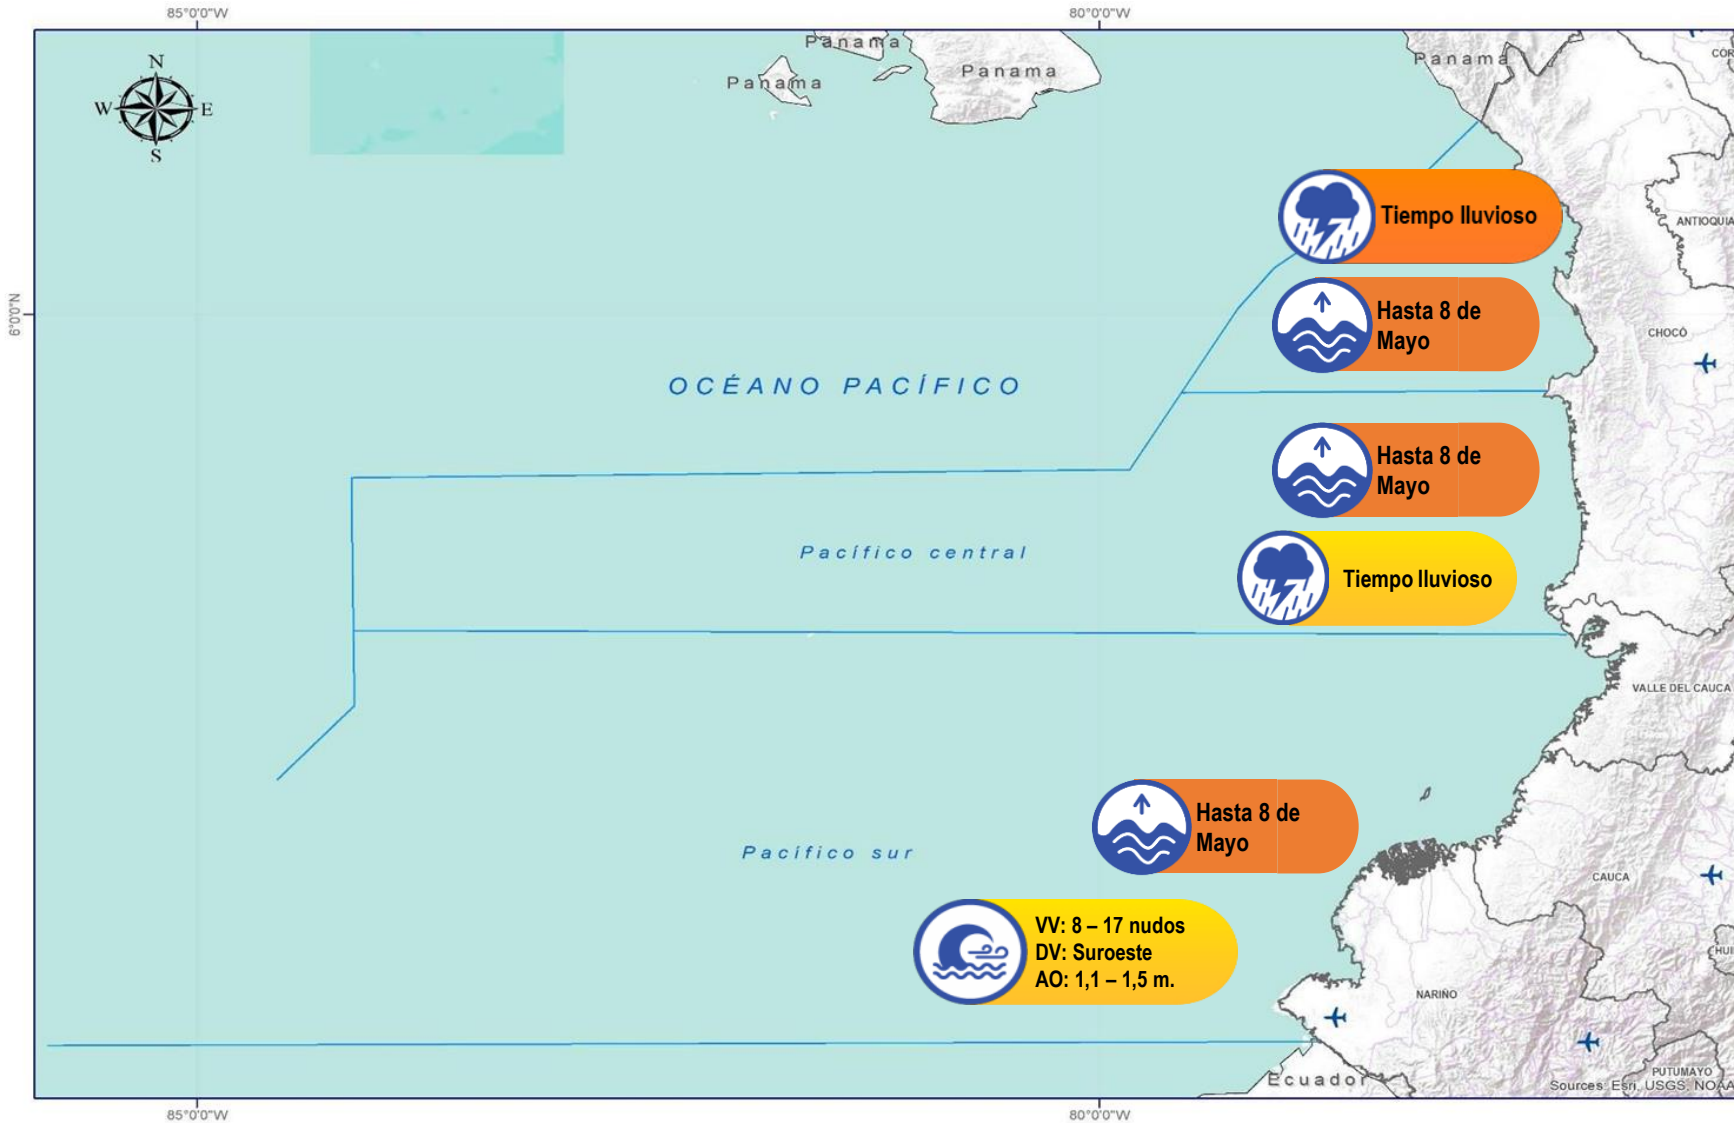 85°0'0"W
80°0'0"W
Panama
Panama
Panama
Panama
N
W
E
S
ANTIOQUIA
Tiempo lluvioso
6°0'0"N
Hasta 8 de
Mayo
CHOCÓ
OCÉANO PACÍFICO
Hasta 8 de
Mayo
Pacífico central
Tiempo lluvioso
VALLE DEL CAUCA
Hasta 8 de
Mayo
Pacífico sur
CAUCA
VV: 8 – 17 nudos
DV: Suroeste
AO: 1,1 – 1,5 m.
NARIÑO
Ecuador
PUTUMAYO
Sources: Esri, USGS, NOAA
85°0'0"W
80°0'0"W